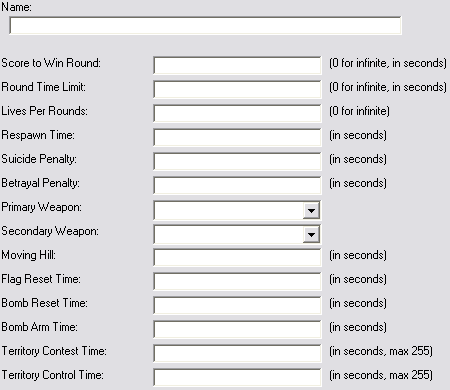 Name:
Score to Win Round: (0 for infinite, in seconds)
Round Time Limit: (0 for infinite, in seconds)
Lives Per Rounds: (0 for infinite)
Respawn Time: (in seconds)
Suicide Penalty: (in seconds)
Betrayal Penalty: (in seconds)
Primary Weapon:
Secondary Weapon:
Moving Hill: (in seconds)
Flag Reset Time: (in seconds)
Bomb Reset Time: (in seconds)
Bomb Arm Time: (in seconds)
Territory Contest Time: (in seconds, max 255)
Territory Control Time: (in seconds, max 255)